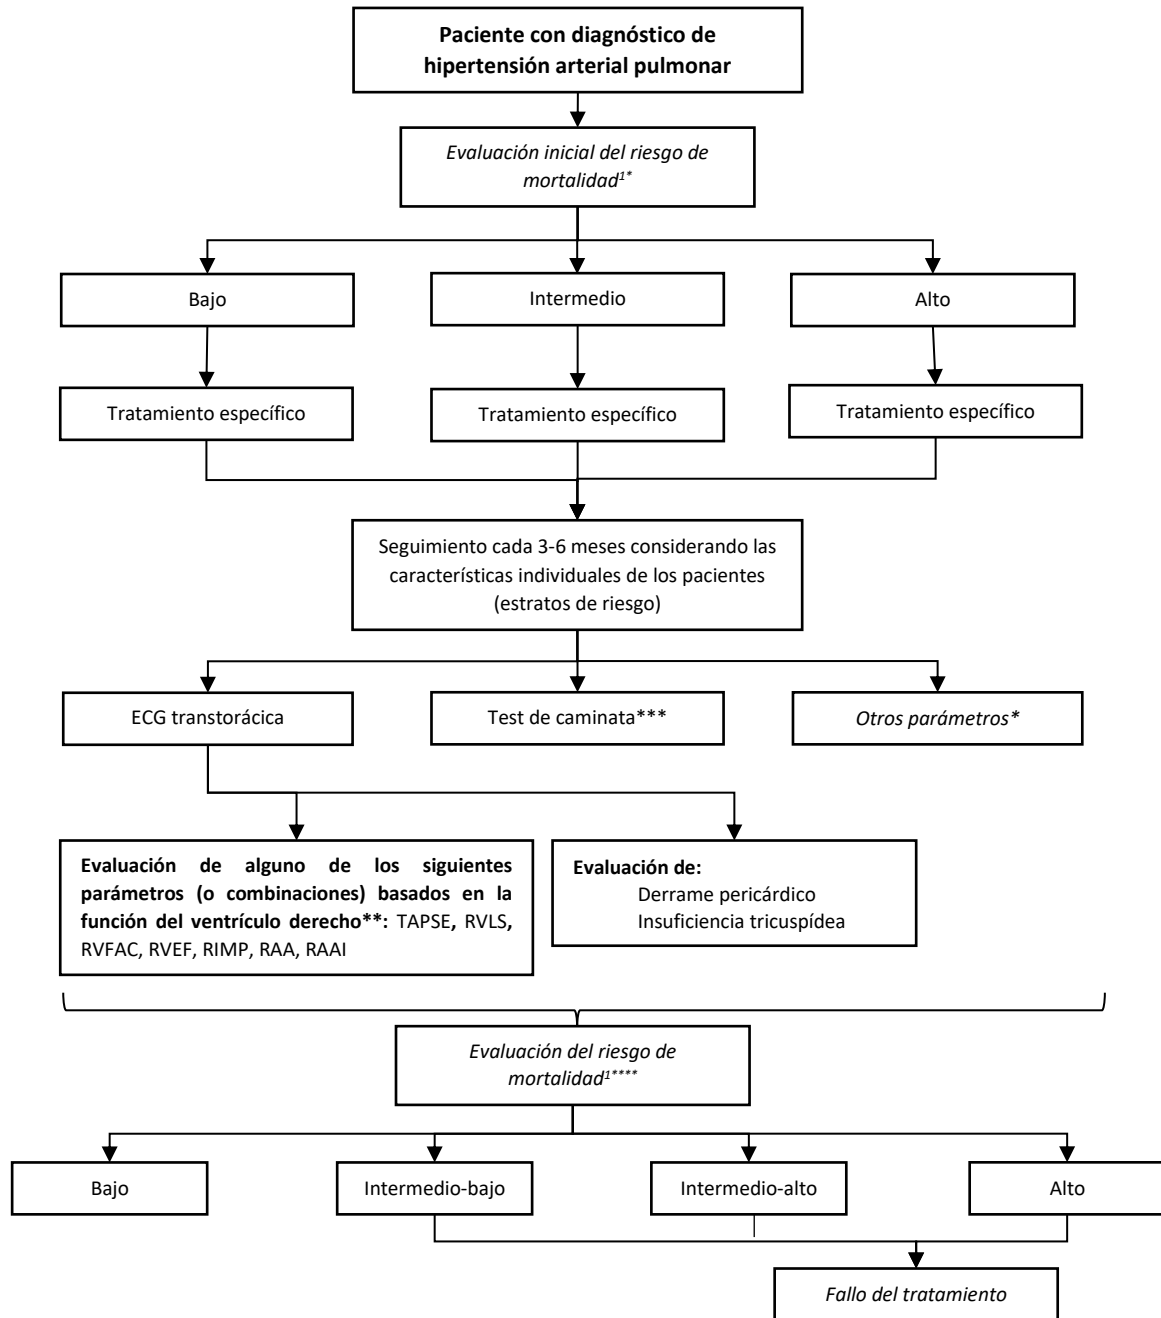 Paciente con diagnóstico de
hipertensión arterial pulmonar
Evaluación inicial del riesgo de
mortalidad1*
Bajo
Intermedio
Alto
Tratamiento específico
Tratamiento específico
Tratamiento específico
Seguimiento cada 3-6 meses considerando las
características individuales de los pacientes
(estratos de riesgo)
ECG transtorácica
Test de caminata***
Otros parámetros*
Evaluación de alguno de los siguientes
parámetros (o combinaciones) basados en la
función del ventrículo derecho**: TAPSE, RVLS,
RVFAC, RVEF, RIMP, RAA, RAAI
Evaluación de:
Derrame pericárdico
Insuficiencia tricuspídea
Evaluación del riesgo de
mortalidad1****
Bajo
Intermedio-bajo
Intermedio-alto
Alto
Fallo del tratamiento